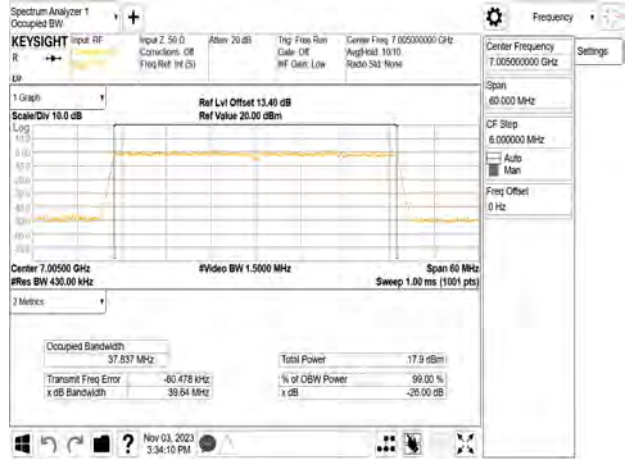 Spectrum Analyzer 1
Occupied BW
Frequency
KEYSIGHT Input: RF
R
Input Z: 50 Ω
Corrections: Off
Freq Ref: Int (S)
Atten: 20 dB
Trig: Free Run
Gate: Off
#IF Gain: Low
Center Freq: 7.005000000 GHz
Avg|Hold: 10/10
Radio Std: None
Center Frequency
7.005000000 GHz
Settings
Span
60.000 MHz
CF Step
6.000000 MHz
Auto
Man
Freq Offset
0 Hz
1 Graph
Scale/Div 10.0 dB
Ref Lvl Offset 13.40 dB
Ref Value 20.00 dBm
Log
Center 7.00500 GHz
#Res BW 430.00 kHz
#Video BW 1.5000 MHz
Span 60 MHz
Sweep 1.00 ms (1001 pts)
2 Metrics
Occupied Bandwidth
37.837 MHz
Total Power 17.9 dBm
Transmit Freq Error -60.478 kHz
% of OBW Power 99.00 %
x dB Bandwidth 39.64 MHz
x dB -26.00 dB
Nov 03, 2023
3:34:10 PM